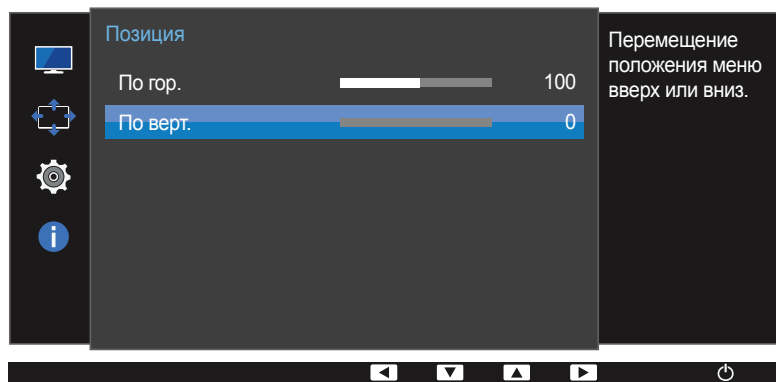 Позиция
По гор. 100
По верт. 0
Перемещение
положения меню
вверх или вниз.